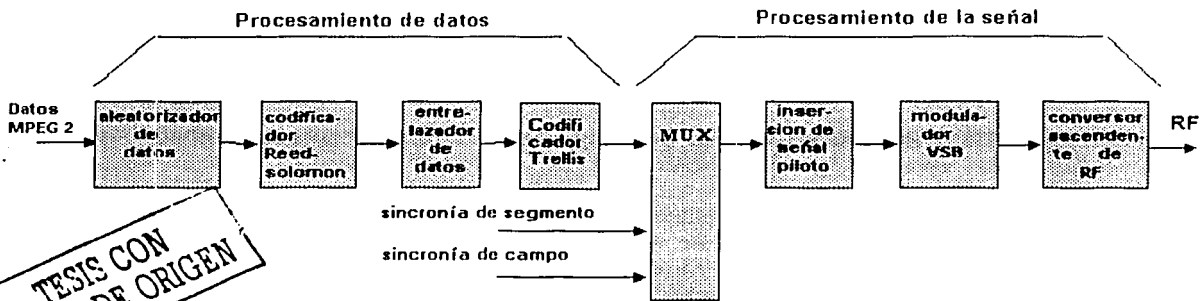 Procesamiento de datos
Procesamiento de la señal
Datos
MPEG 2
aleatorizador
de
datos
codifica-
dor
Reed-
solomon
entre-
lazador
de
datos
Codifi
cador
Trellis
MUX
inser-
cion de
señal
piloto
modula-
dor
VSB
conversor
ascenden-
te de
RF
RF
sincronía de segmento
sincronía de campo
TESIS CON
DE ORIGEN